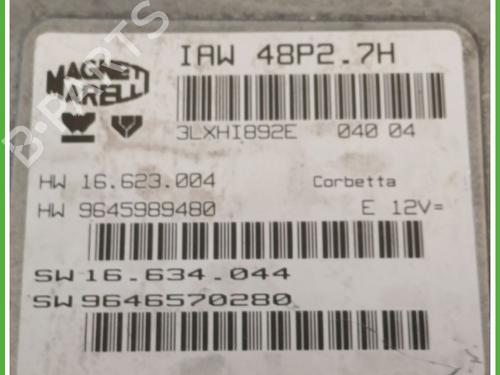 IAW 48P2.7H
MAGNETI
MARELLI
3LXHI892E 040 04
HW 16.623.004 Corbetta
HW 9645989480 E 12V=
SW 16.634.044
SW 9646570280
B-PARTS